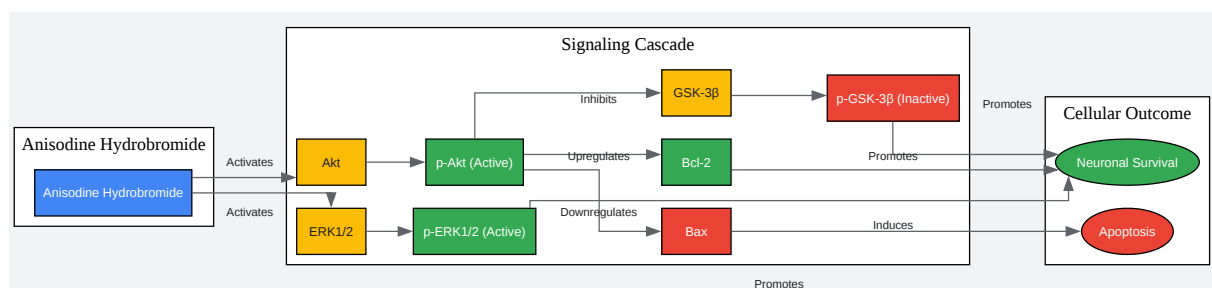 Signaling Cascade
GSK-3β
p-GSK-3β (Inactive)
Inhibits
Promotes
Cellular Outcome
Anisodine Hydrobromide
Activates
Akt
p-Akt (Active)
Upregulates
Bcl-2
Promotes
Neuronal Survival
Anisodine Hydrobromide
Activates
ERK1/2
p-ERK1/2 (Active)
Downregulates
Bax
Induces
Apoptosis
Promotes